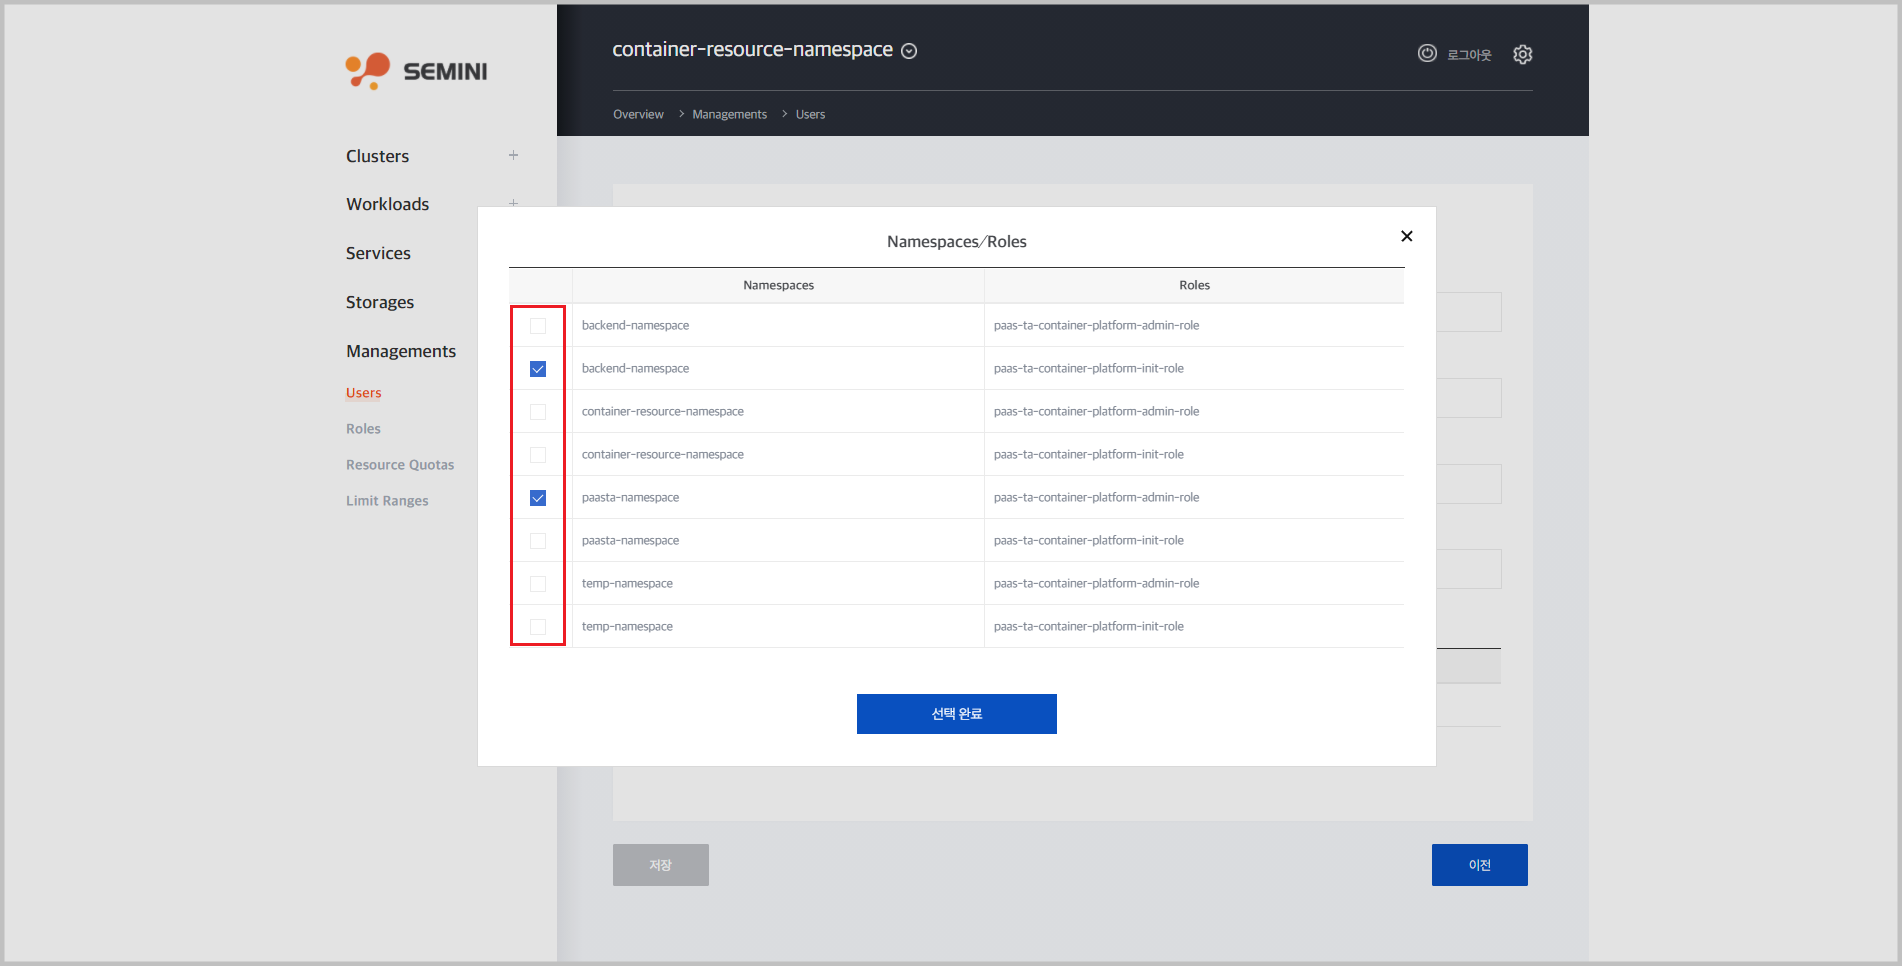 SEMINI
container-resource-namespace
로그아웃
Overview > Managements > Users
Clusters +
Workloads +
Services
Storages
Managements
Users
Roles
Resource Quotas
Limit Ranges
Namespaces/Roles
Namespaces Roles
backend-namespace paas-ta-container-platform-admin-role
backend-namespace paas-ta-container-platform-init-role
container-resource-namespace paas-ta-container-platform-admin-role
container-resource-namespace paas-ta-container-platform-init-role
paasta-namespace paas-ta-container-platform-admin-role
paasta-namespace paas-ta-container-platform-init-role
temp-namespace paas-ta-container-platform-admin-role
temp-namespace paas-ta-container-platform-init-role
선택 완료
저장
이전